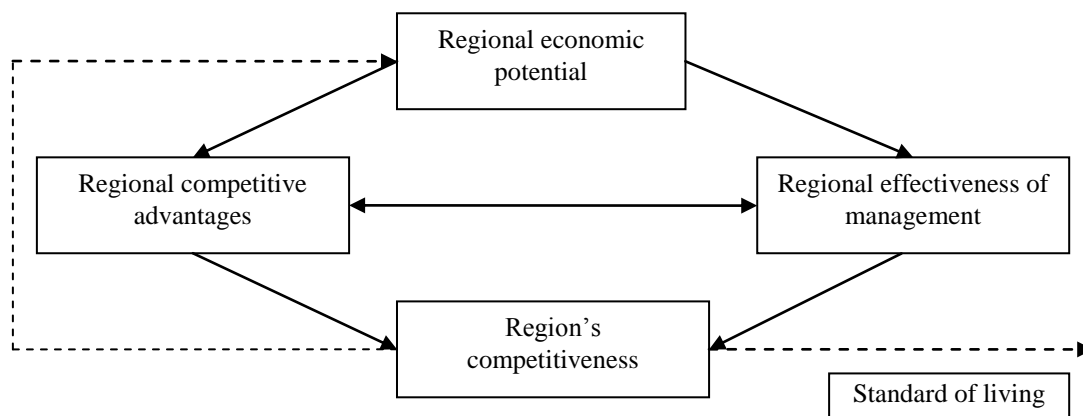 Regional economic
potential
Regional competitive
advantages
Regional effectiveness of
management
Region’s
competitiveness
Standard of living